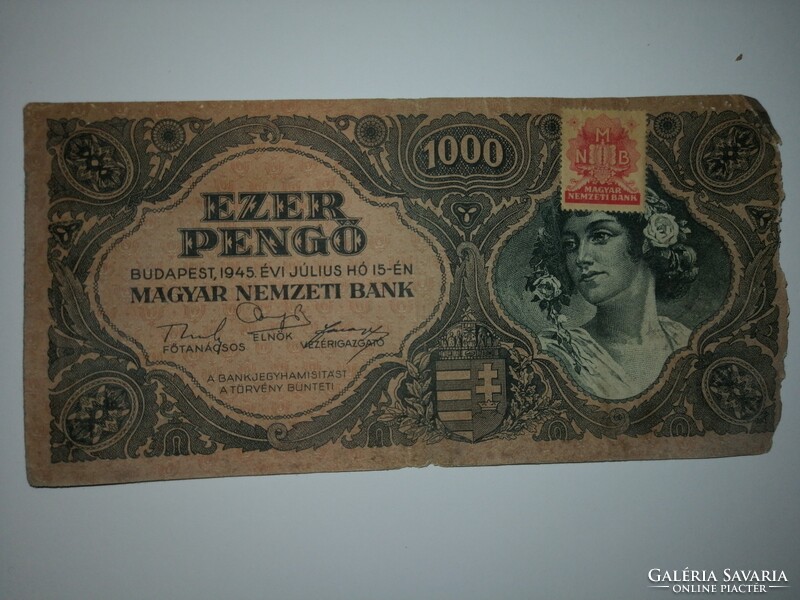 1000
M
N B
MAGYAR
NEMZETI BANK
EZER
PENGŐ
BUDAPEST, 1945. ÉVI JÚLIUS HÓ 15-ÉN
MAGYAR NEMZETI BANK
FŐTANÁCSOS
ELNÖK
VEZÉRIGAZGATÓ
A BANKJEGYHAMISÍTÁST
A TÖRVÉNY BÜNTETI
GALÉRIA SAVARIA
ONLINE PIACTÉR